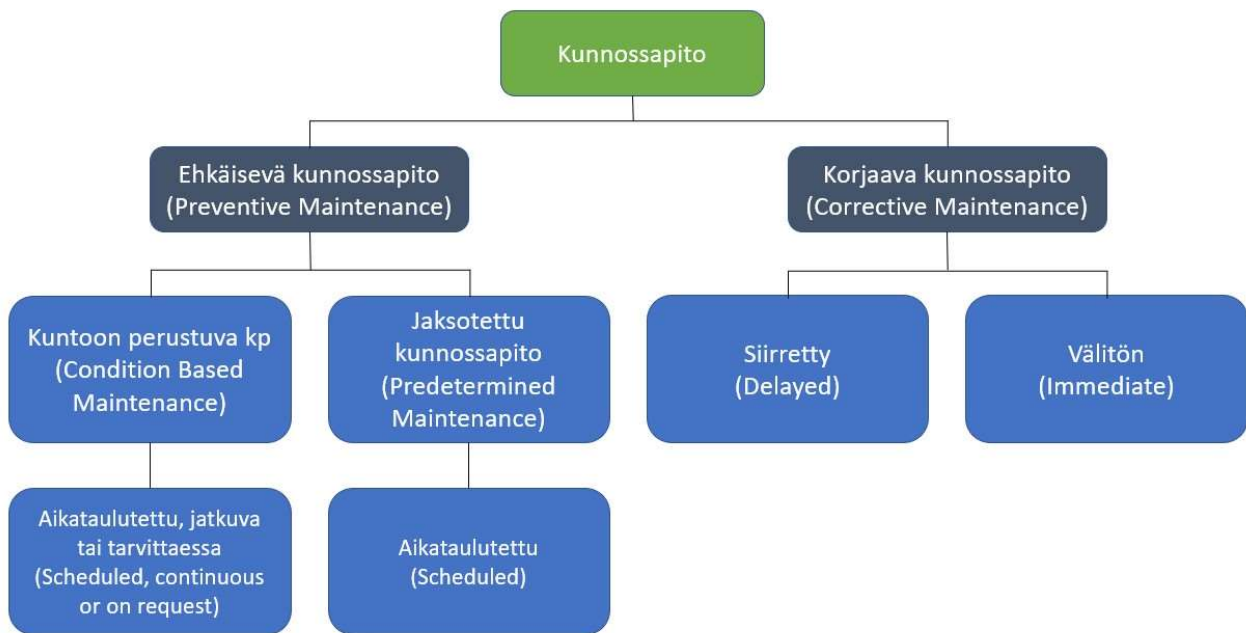 Kunnossapito
Ehkäisevä kunnossapito
(Preventive Maintenance)
Korjaava kunnossapito
(Corrective Maintenance)
Kuntoon perustuva kp
(Condition Based
Maintenance)
Jaksotettu
kunnossapito
(Predetermined
Maintenance)
Siirretty
(Delayed)
Välitön
(Immediate)
Aikataulutettu, jatkuva
tai tarvittaessa
(Scheduled, continuous
or on request)
Aikataulutettu
(Scheduled)